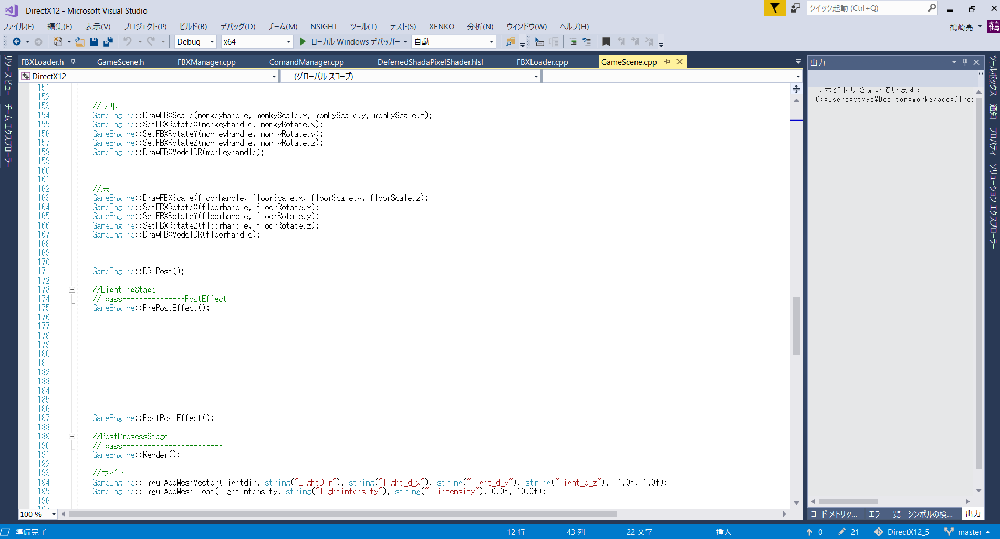 DirectX12 - Microsoft Visual Studio
クイック起動 (Ctrl+Q)
ファイル(F) 編集(E) 表示(V) プロジェクト(P) ビルド(B) デバッグ(D) チーム(M) NSIGHT ツール(T) テスト(S) XENKO 分析(N) ウィンドウ(W) ヘルプ(H)
鶴崎亮 鶴
Debug x64 ローカル Windows デバッガー 自動
リソース ビュー
チーム エクスプローラー
FBXLoader.h GameScene.h FBXManager.cpp ComandManager.cpp DeferredShadaPixelShader.hlsl FBXLoader.cpp GameScene.cpp
DirectX12 (グローバル スコープ)
151
152
153 //サル
154 GameEngine::DrawFBXScale(monkeyhandle, monkyScale.x, monkyScale.y, monkyScale.z);
155 GameEngine::SetFBXRotateX(monkeyhandle, monkyRotate.x);
156 GameEngine::SetFBXRotateY(monkeyhandle, monkyRotate.y);
157 GameEngine::SetFBXRotateZ(monkeyhandle, monkyRotate.z);
158 GameEngine::DrawFBXModelDR(monkeyhandle);
159
160
161
162 //床
163 GameEngine::DrawFBXScale(floorhandle, floorScale.x, floorScale.y, floorScale.z);
164 GameEngine::SetFBXRotateX(floorhandle, floorRotate.x);
165 GameEngine::SetFBXRotateY(floorhandle, floorRotate.y);
166 GameEngine::SetFBXRotateZ(floorhandle, floorRotate.z);
167 GameEngine::DrawFBXModelDR(floorhandle);
168
169
170
171 GameEngine::DR_Post();
172
173 //LightingStage==========================
174 //1pass---------------PostEffect
175 GameEngine::PrePostEffect();
176
177
178
179
180
181
182
183
184
185
186
187 GameEngine::PostPostEffect();
188
189 //PostProsessStage============================
190 //1pass------------------------
191 GameEngine::Render();
192
193 //ライト
194 GameEngine::imguiAddMeshVector(lightdir, string("LightDir"), string("light_d_x"), string("light_d_y"), string("light_d_z"), -1.0f, 1.0f);
195 GameEngine::imguiAddMeshFloat(lightintensity, string("lightintensity"), string("l_intensity"), 0.0f, 10.0f);
196
197
100 %
出力
リポジトリを開いています:
C:¥Users¥vtyye¥Desktop¥WorkSpace¥Direc
コード メトリッ... エラー一覧 シンボルの検... 出力
ツールボックス
通知
プロパティ
ソリューション エクスプローラー
準備完了 12 行 43 列 22 文字 挿入 0 21 DirectX12_5 master